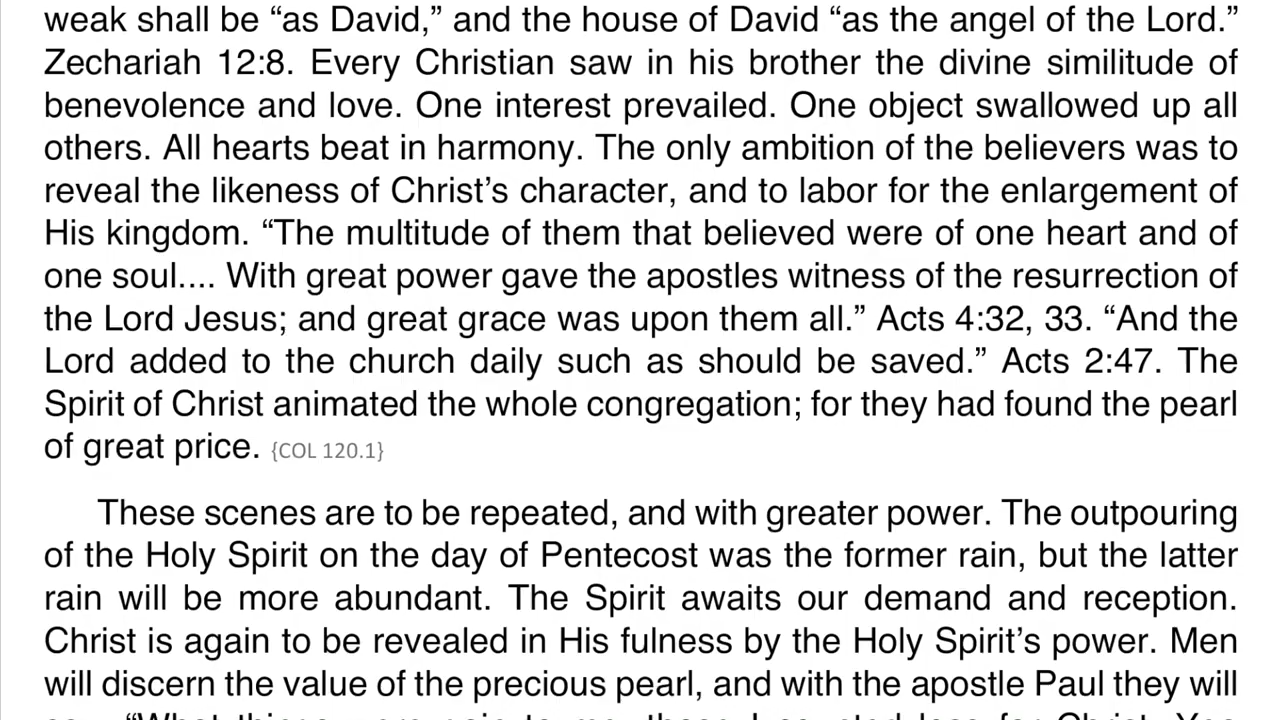 weak shall be “as David,” and the house of David “as the angel of the Lord.”
Zechariah 12:8. Every Christian saw in his brother the divine similitude of
benevolence and love. One interest prevailed. One object swallowed up all
others. All hearts beat in harmony. The only ambition of the believers was to
reveal the likeness of Christ’s character, and to labor for the enlargement of
His kingdom. “The multitude of them that believed were of one heart and of
one soul.... With great power gave the apostles witness of the resurrection of
the Lord Jesus; and great grace was upon them all.” Acts 4:32, 33. “And the
Lord added to the church daily such as should be saved.” Acts 2:47. The
Spirit of Christ animated the whole congregation; for they had found the pearl
of great price. {COL 120.1}
These scenes are to be repeated, and with greater power. The outpouring
of the Holy Spirit on the day of Pentecost was the former rain, but the latter
rain will be more abundant. The Spirit awaits our demand and reception.
Christ is again to be revealed in His fulness by the Holy Spirit’s power. Men
will discern the value of the precious pearl, and with the apostle Paul they will